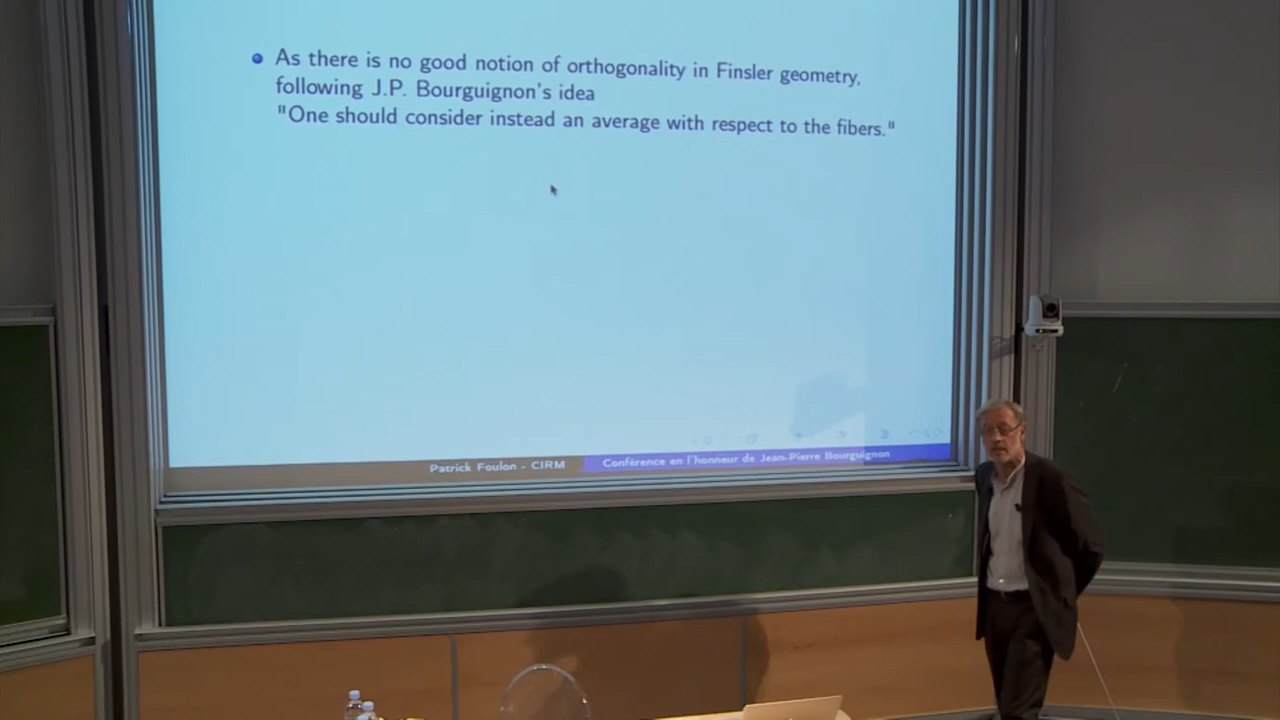 As there is no good notion of orthogonality in Finsler geometry,
following J.P. Bourguignon's idea
"One should consider instead an average with respect to the fibers."
Patrick Foulon - CIRM
Conférence en l'honneur de Jean-Pierre Bourguignon